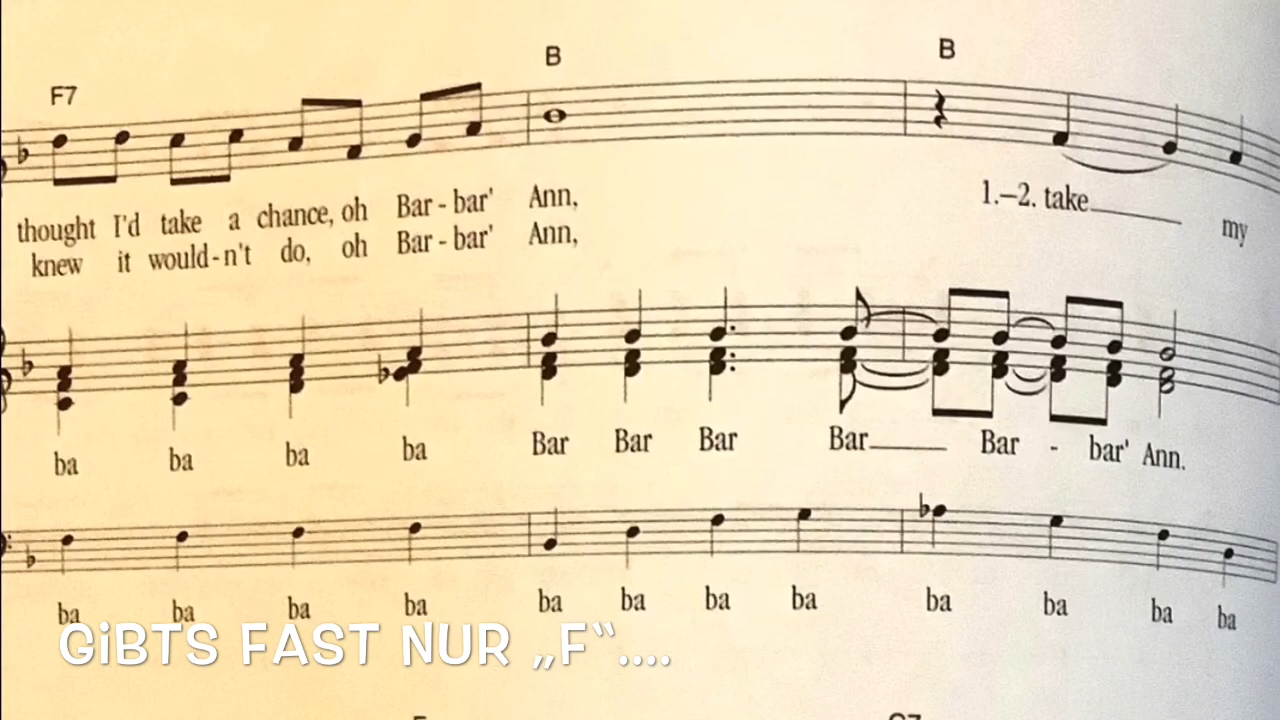 F7 B B
thought I'd take a chance, oh Bar - bar' Ann, 1.–2. take my
knew it would-n't do, oh Bar - bar' Ann,
ba ba ba ba Bar Bar Bar Bar Bar - bar' Ann.
ba ba ba ba ba ba ba ba ba ba ba ba
GiBTS FAST NUR „F“....